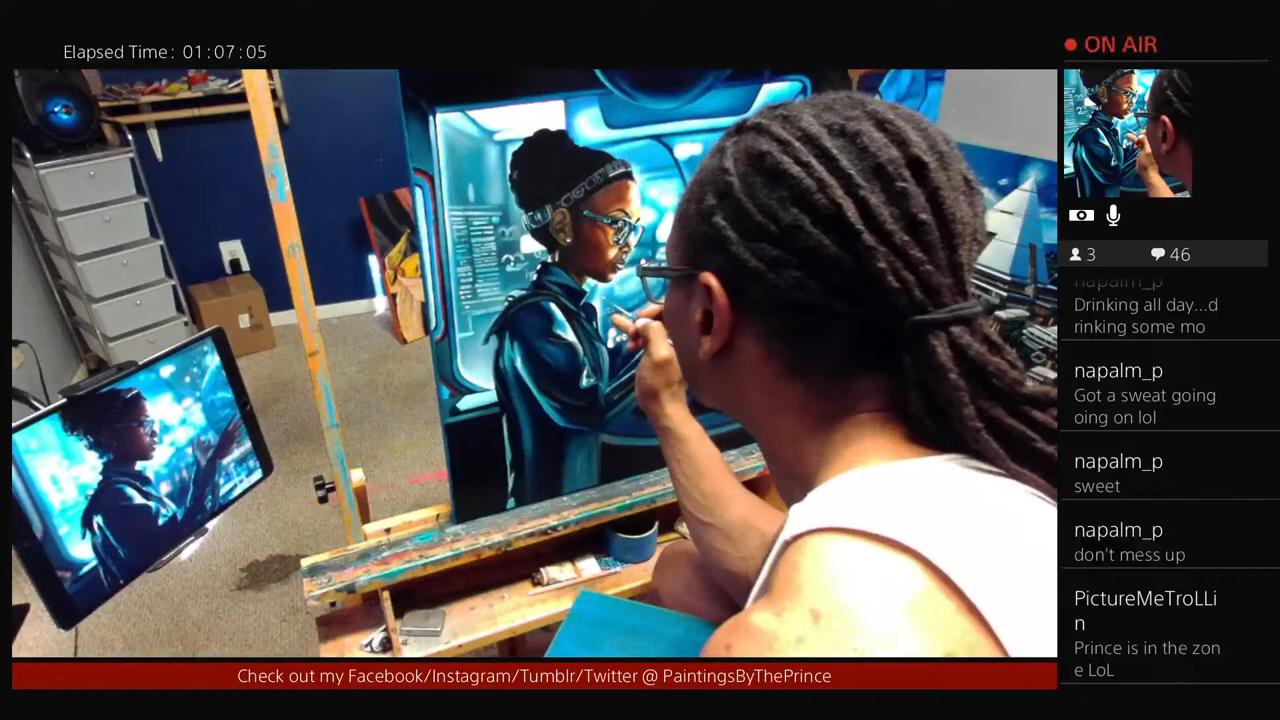 Elapsed Time: 01:07:05
ON AIR
3
46
napalm_p
Drinking all day...d
rinking some mo
napalm_p
Got a sweat going
oing on lol
napalm_p
sweet
napalm_p
don't mess up
PictureMeTroLLi
n
Prince is in the zon
e LoL
Check out my Facebook/Instagram/Tumblr/Twitter @ PaintingsByThePrince